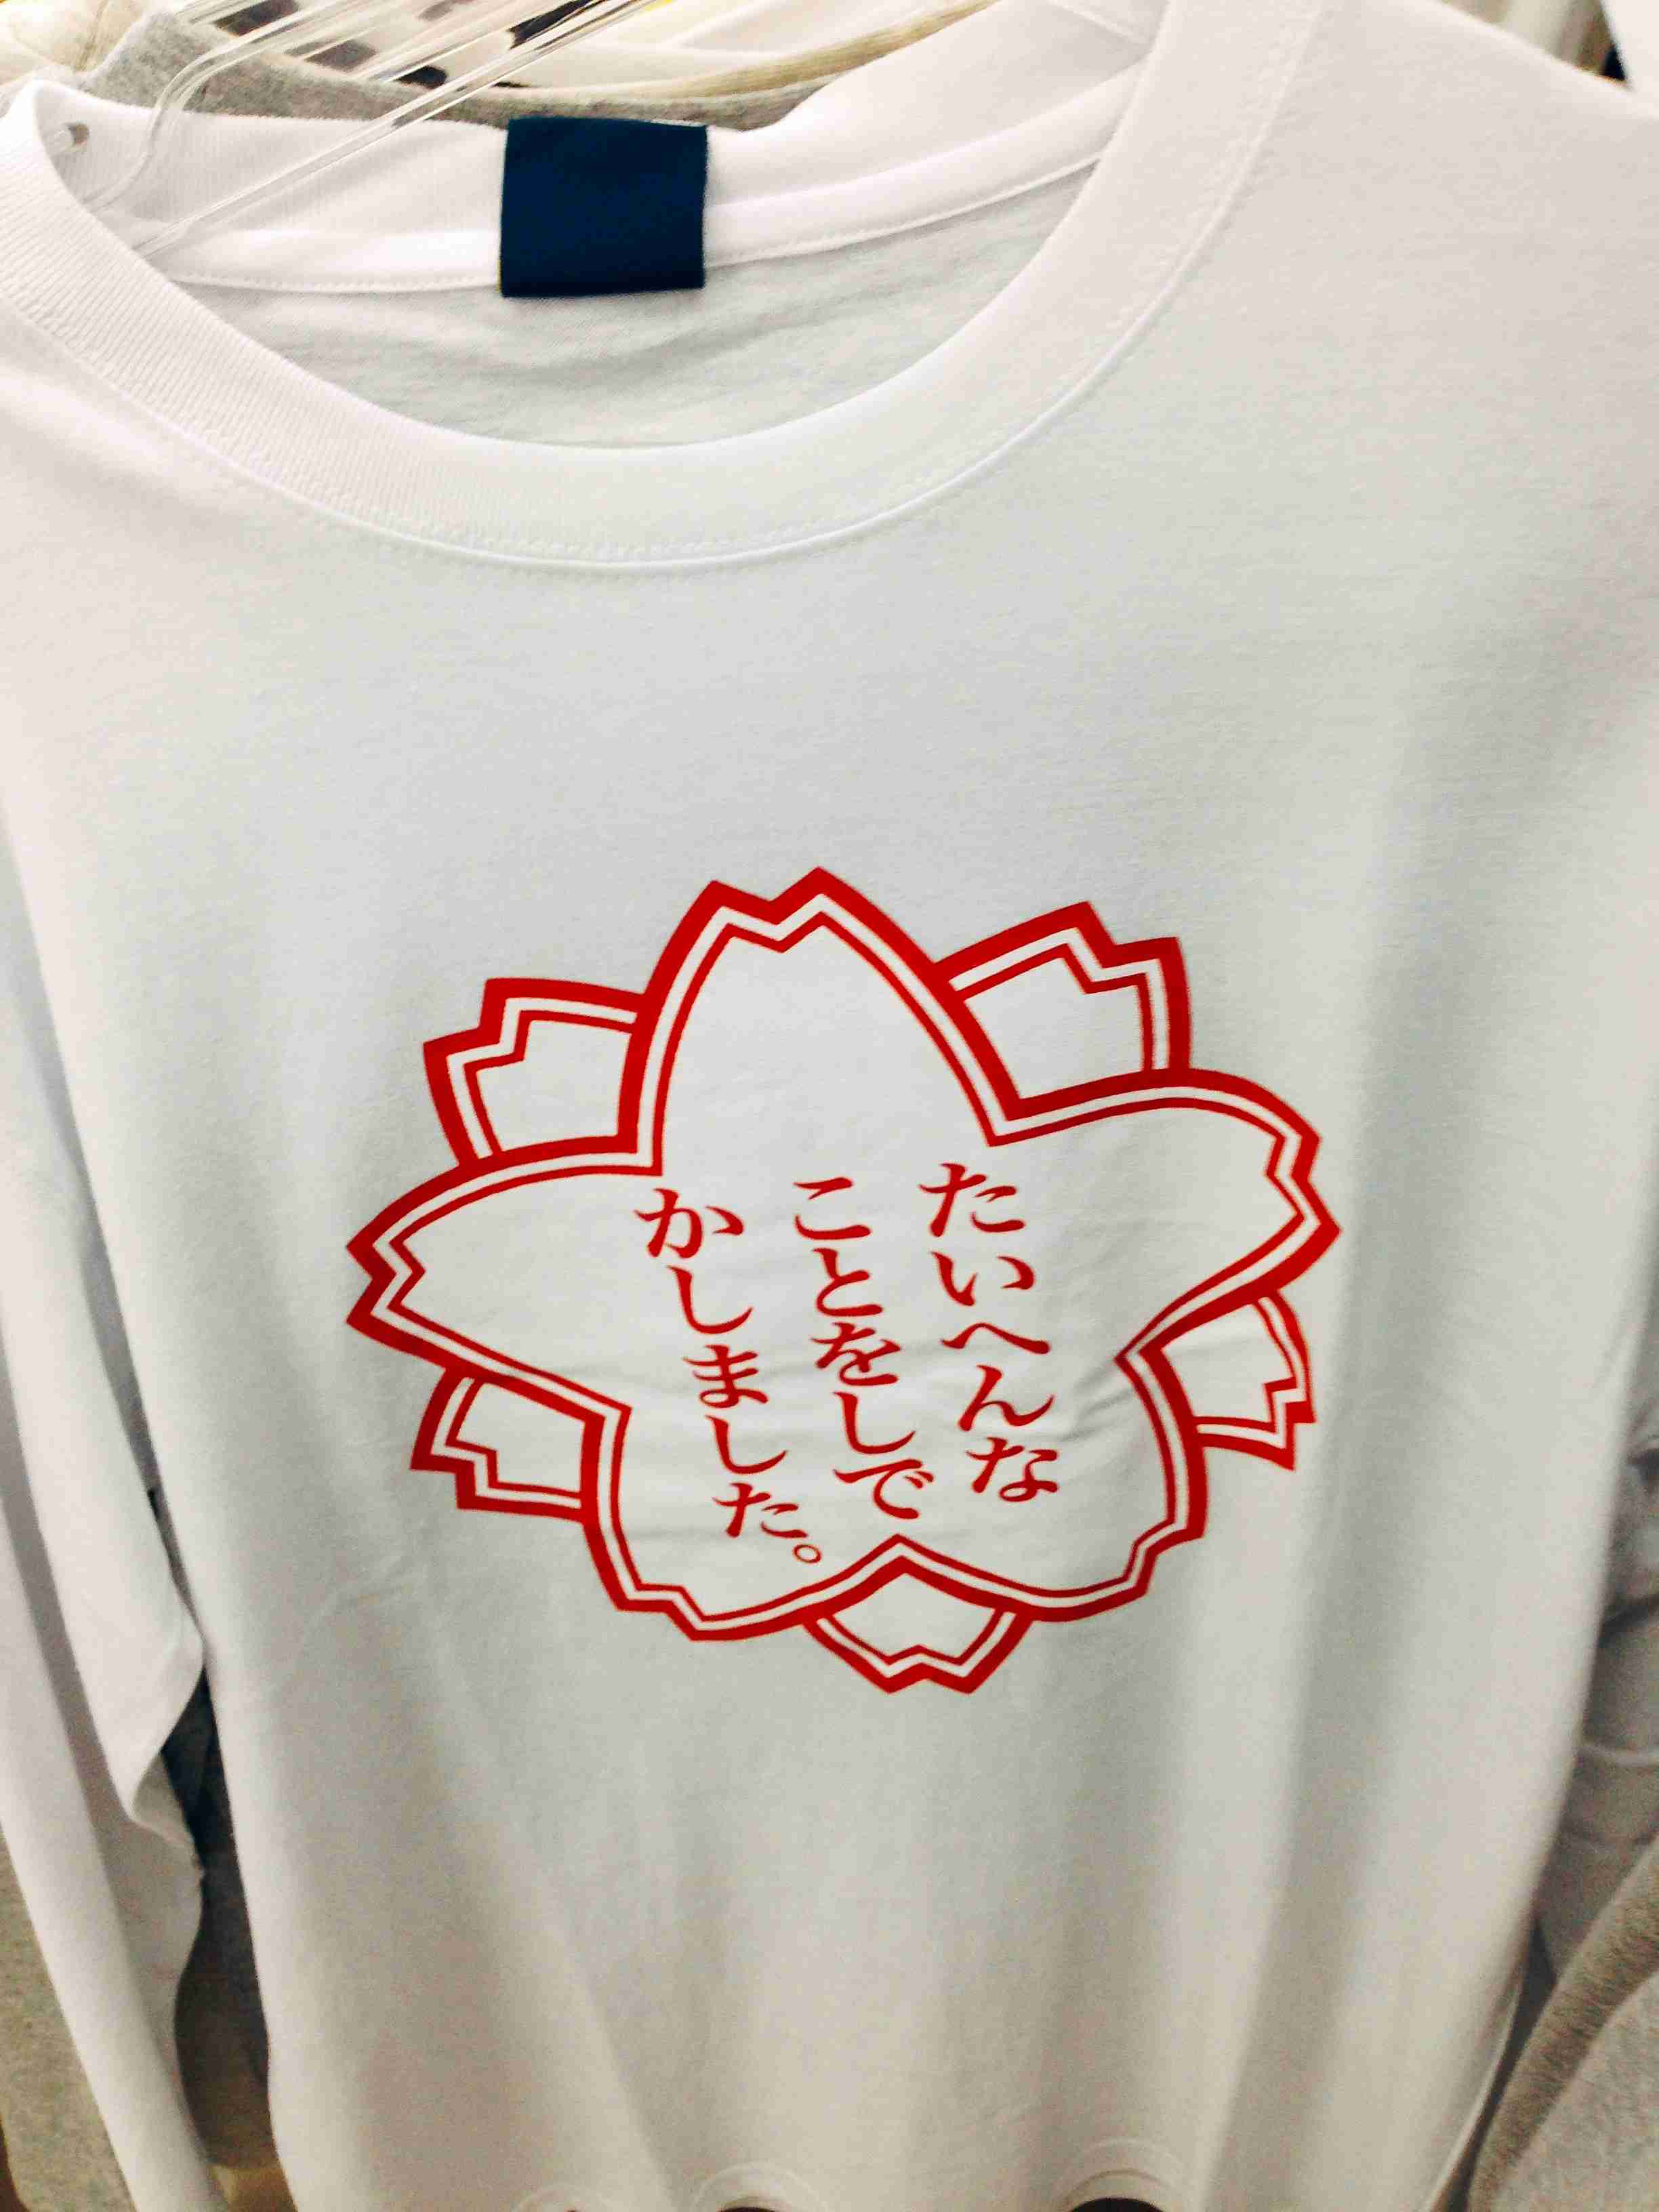 たいへんな
ことをしで
かしました。